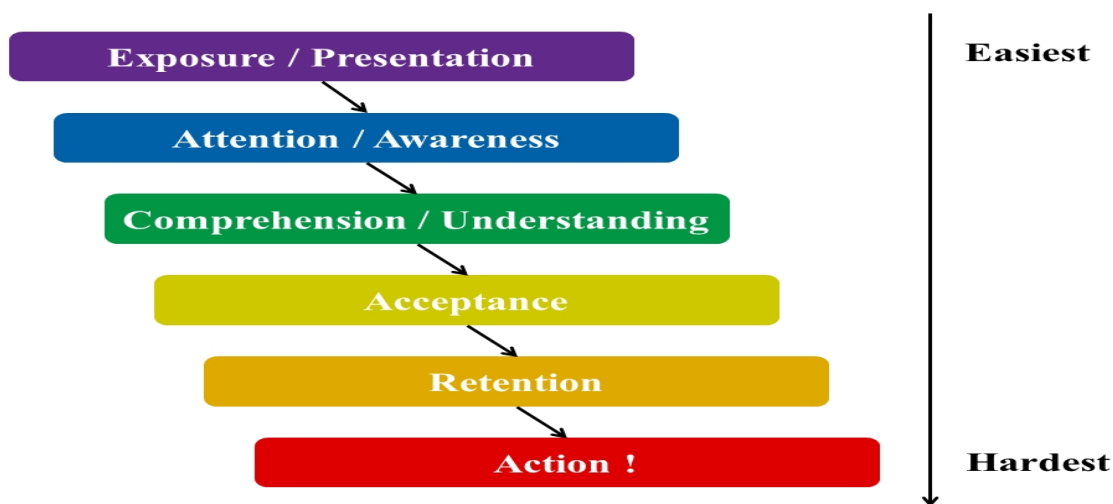 Exposure / Presentation
Easiest
Attention / Awareness
Comprehension / Understanding
Acceptance
Retention
Action !
Hardest